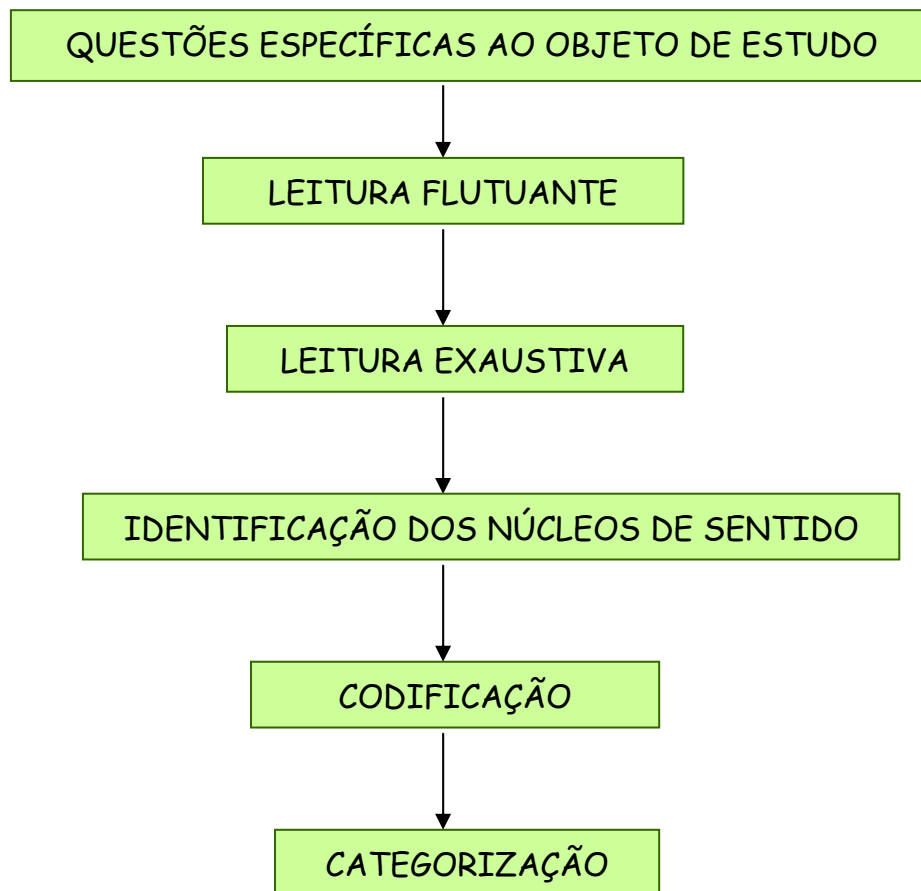 QUESTÕES ESPECÍFICAS AO OBJETO DE ESTUDO
LEITURA FLUTUANTE
LEITURA EXAUSTIVA
IDENTIFICAÇÃO DOS NÚCLEOS DE SENTIDO
CODIFICAÇÃO
CATEGORIZAÇÃO